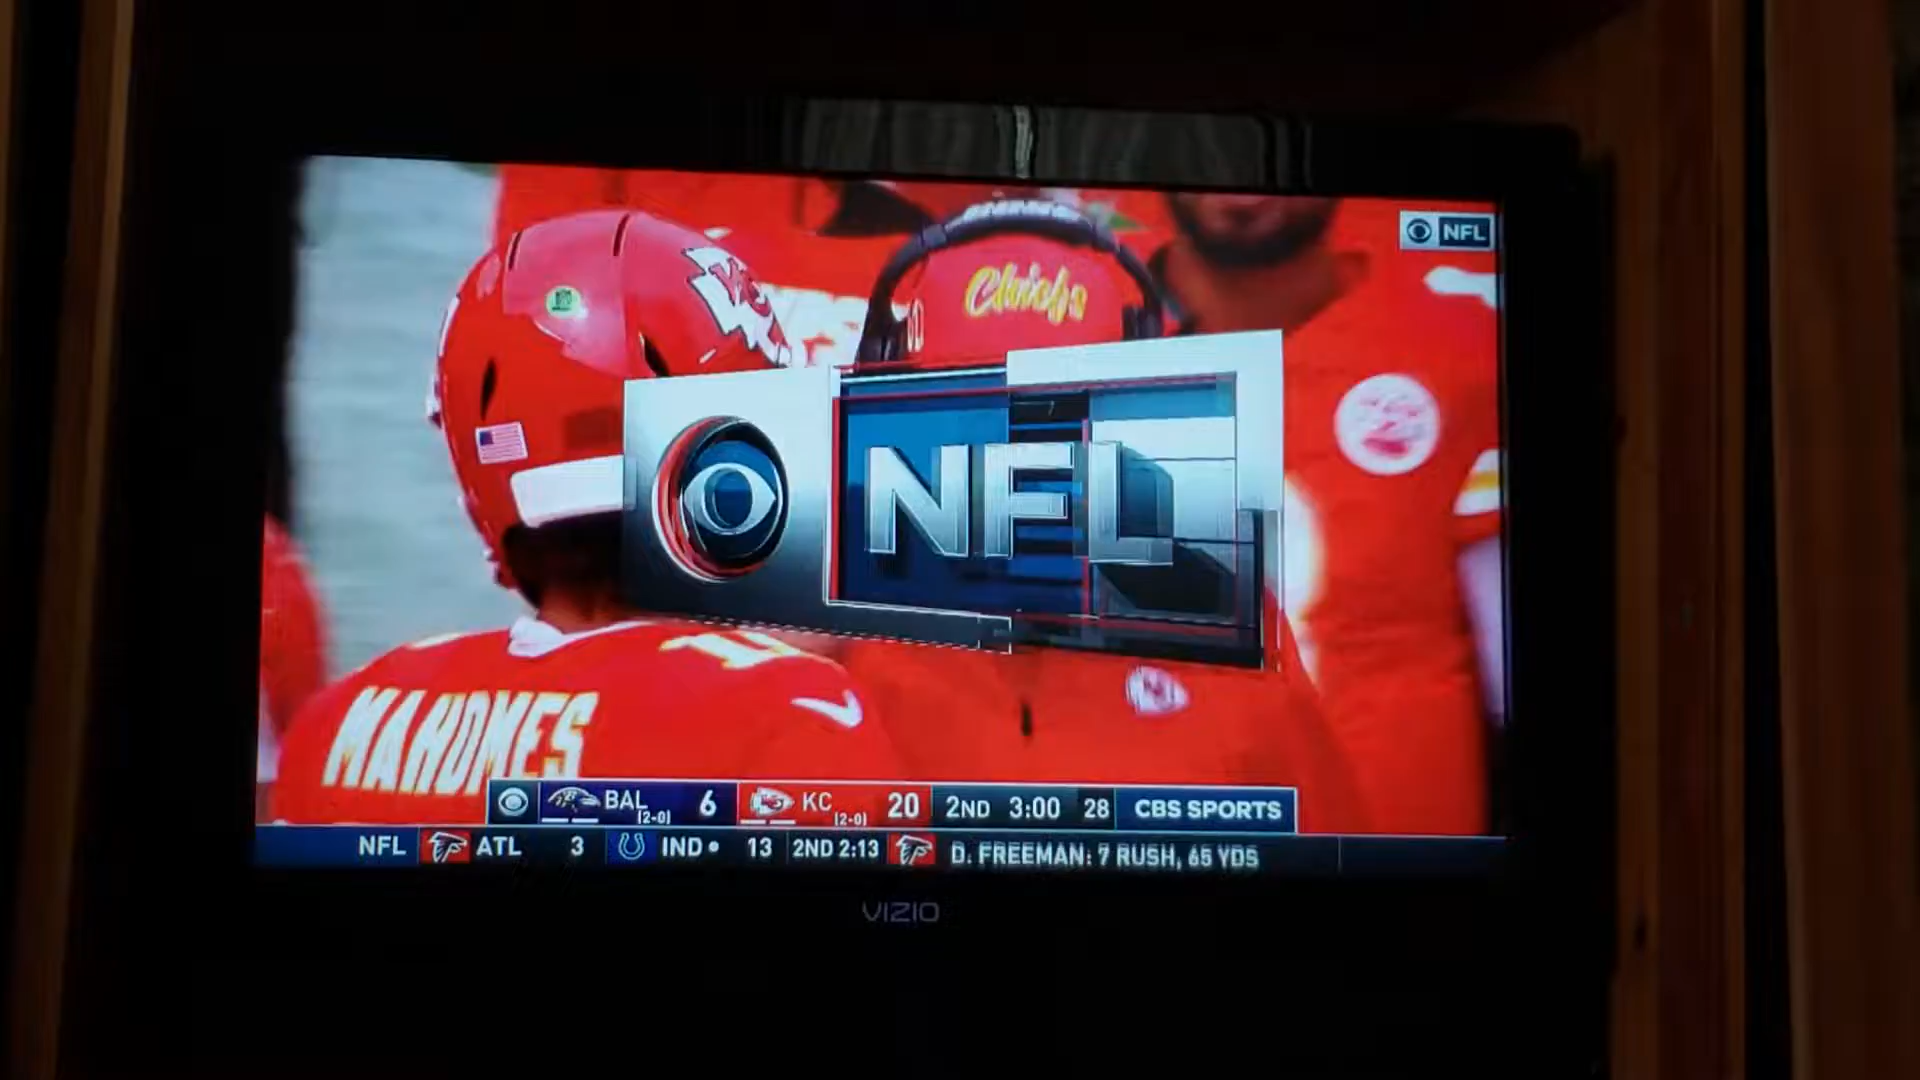 NFL
Chiefs
NFL
MAHOMES
BAL (2-0) 6 KC (2-0) 20 2ND 3:00 28 CBS SPORTS
NFL ATL 3 IND 13 2ND 2:13 D. FREEMAN: 7 RUSH, 65 YDS
VIZIO